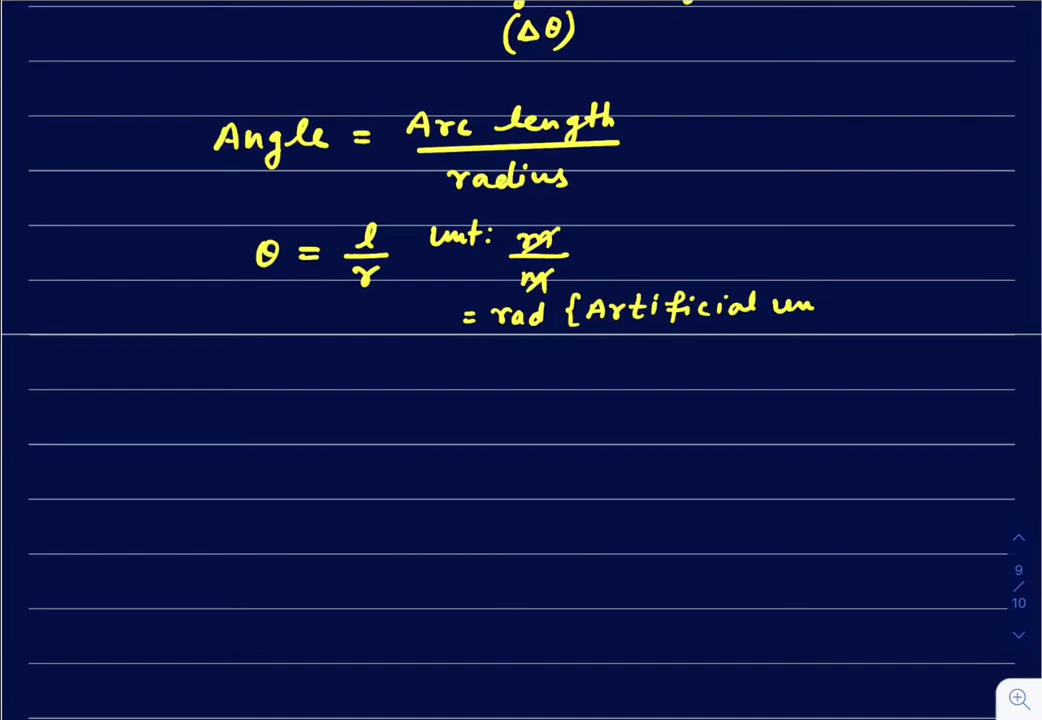 (Δθ)
Angle = Arc length / radius
θ = l / r unit: m / m
= rad {Artificial un
9
/
10